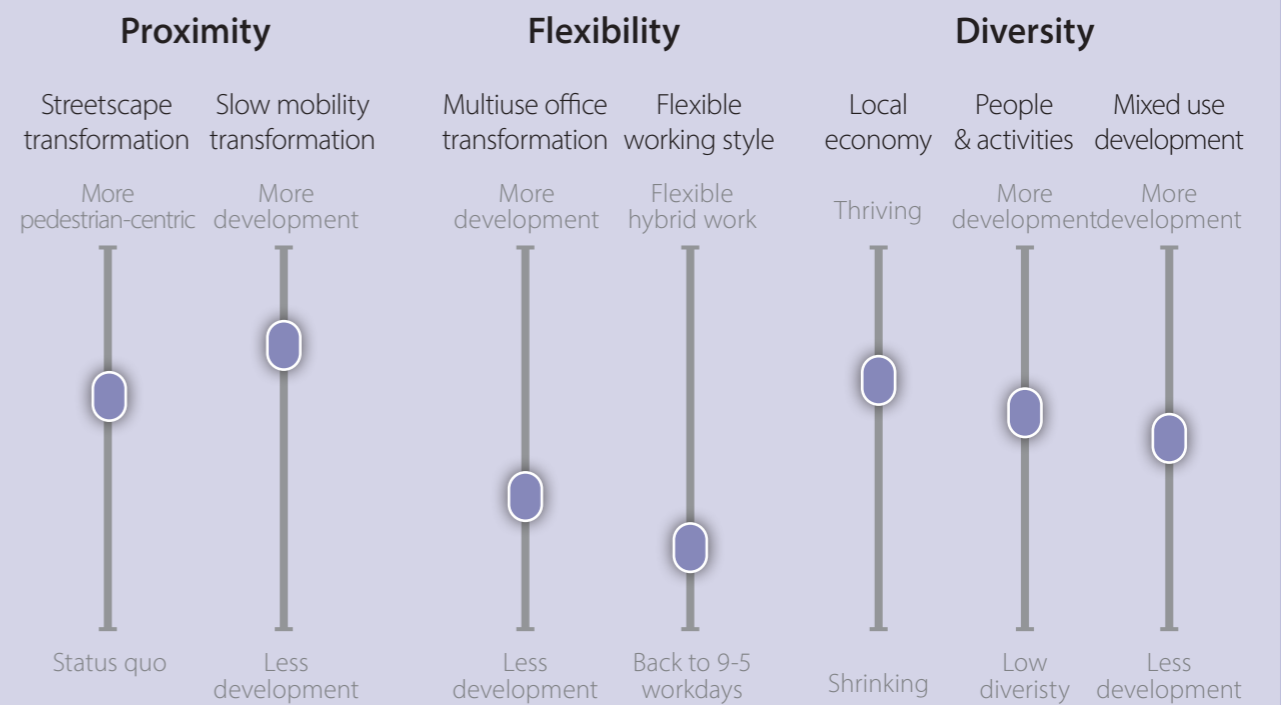 Proximity
Flexibility
Diversity
Streetscape
transformation
Slow mobility
transformation
Multiuse office
transformation
Flexible
working style
Local
economy
People
& activities
Mixed use
development
More
pedestrian-centric
More
development
More
development
Flexible
hybrid work
Thriving
More
development
More
development
Status quo
Less
development
Less
development
Back to 9-5
workdays
Shrinking
Low
diveristy
Less
development